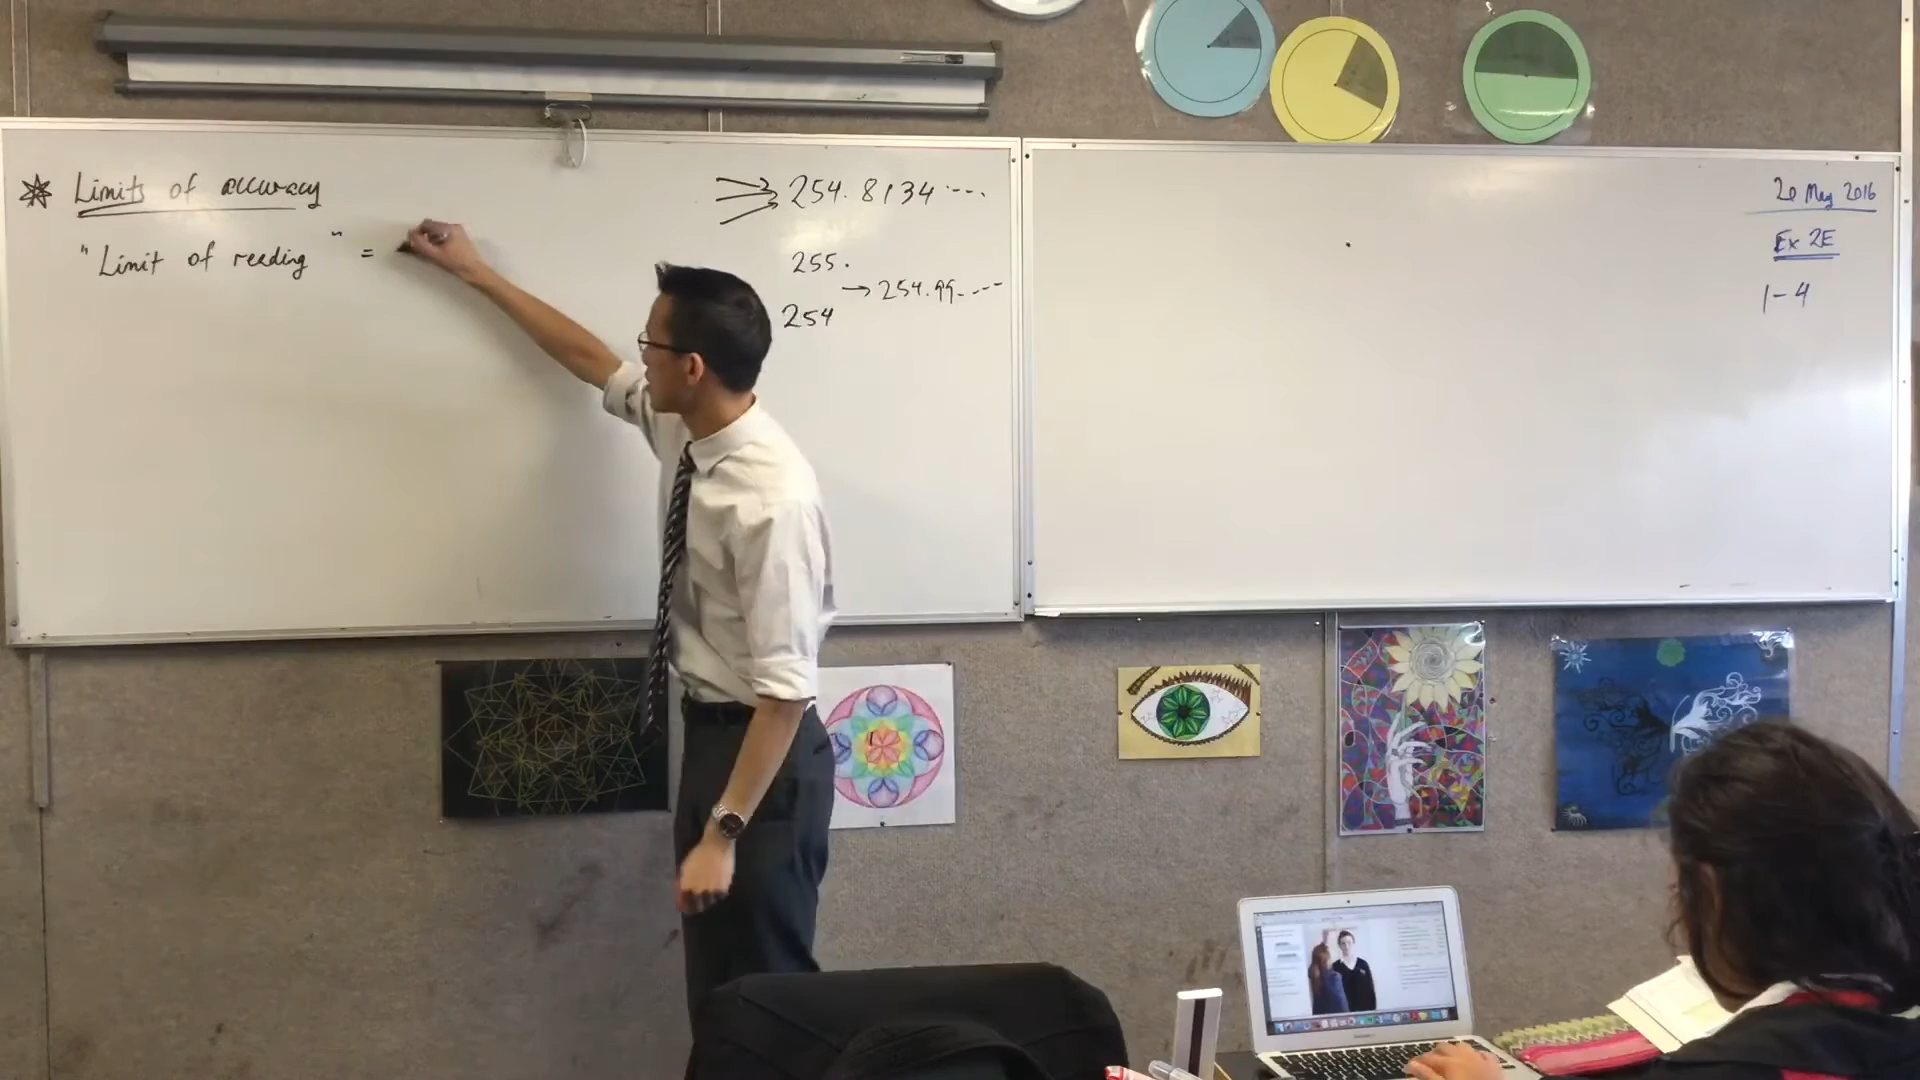 Limits of accuracy
"Limit of reading" =
254.8134....
255.
→ 254.99....
254
20 May 2016
Ex 2E
1-4